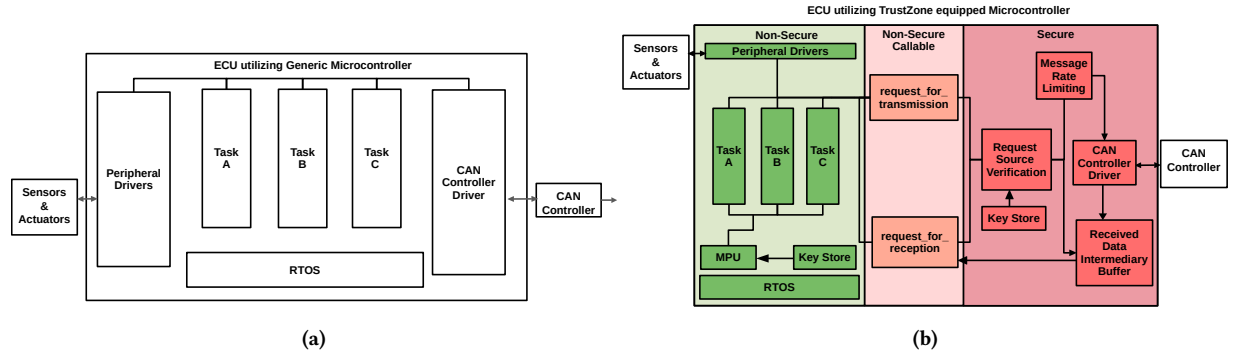 ECU utilizing Generic Microcontroller
Peripheral
Drivers
Task
A
Task
B
Task
C
CAN
Controller
Driver
Sensors
&
Actuators
CAN
Controller
RTOS
(a)
ECU utilizing TrustZone equipped Microcontroller
Non-Secure
Non-Secure
Callable
Secure
Sensors
&
Actuators
Peripheral Drivers
request_for_
transmission
Message
Rate
Limiting
Task
A
Task
B
Task
C
Request
Source
Verification
CAN
Controller
Driver
CAN
Controller
Key Store
request_for_
reception
Received
Data
Intermediary
Buffer
MPU
Key Store
RTOS
(b)